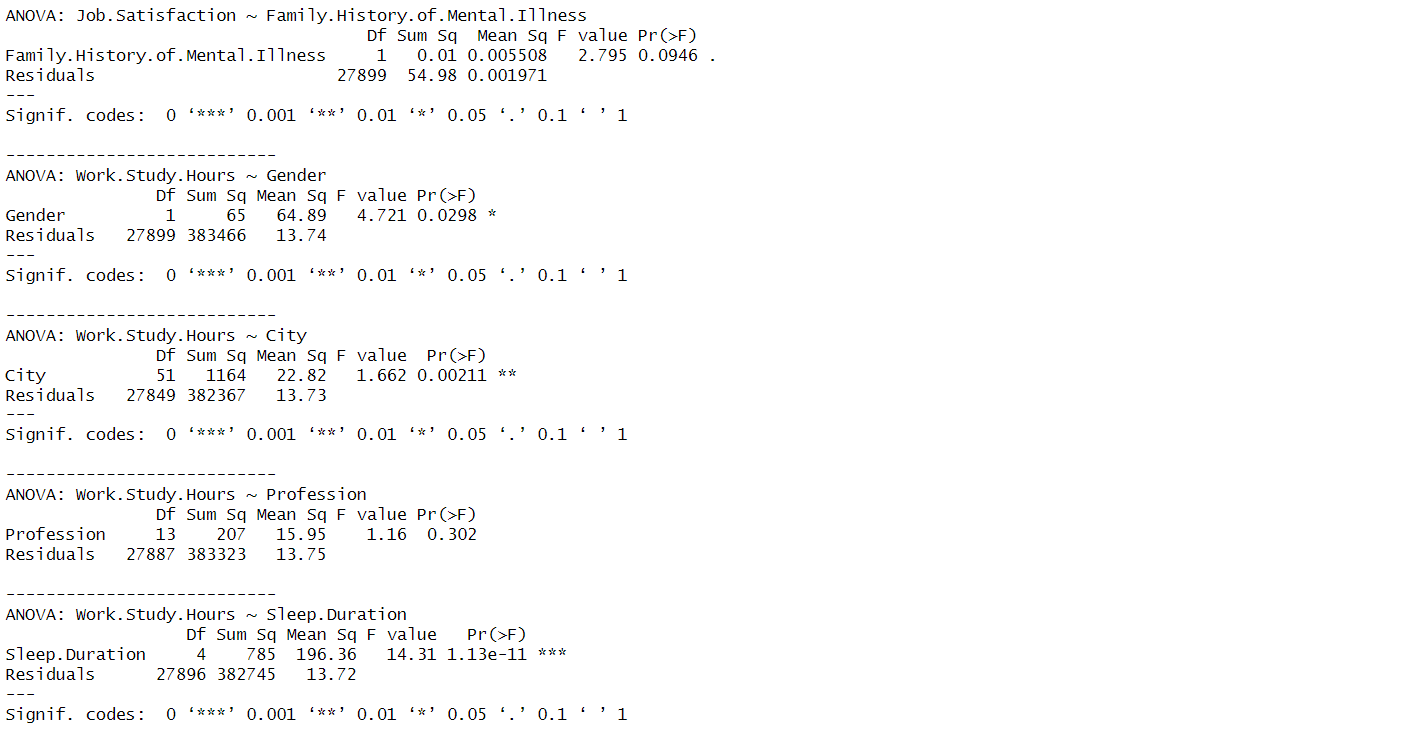 ANOVA: Job.Satisfaction ~ Family.History.of.Mental.Illness
                                    Df Sum Sq  Mean Sq F value Pr(>F)
Family.History.of.Mental.Illness     1   0.01 0.005508   2.795 0.0946 .
Residuals                        27899  54.98 0.001971
---
Signif. codes:  0 ‘***’ 0.001 ‘**’ 0.01 ‘*’ 0.05 ‘.’ 0.1 ‘ ’ 1

---------------------------
ANOVA: Work.Study.Hours ~ Gender
               Df Sum Sq Mean Sq F value Pr(>F)
Gender          1     65   64.89   4.721 0.0298 *
Residuals   27899 383466   13.74
---
Signif. codes:  0 ‘***’ 0.001 ‘**’ 0.01 ‘*’ 0.05 ‘.’ 0.1 ‘ ’ 1

---------------------------
ANOVA: Work.Study.Hours ~ City
               Df Sum Sq Mean Sq F value  Pr(>F)
City           51   1164   22.82   1.662 0.00211 **
Residuals   27849 382367   13.73
---
Signif. codes:  0 ‘***’ 0.001 ‘**’ 0.01 ‘*’ 0.05 ‘.’ 0.1 ‘ ’ 1

---------------------------
ANOVA: Work.Study.Hours ~ Profession
               Df Sum Sq Mean Sq F value Pr(>F)
Profession     13    207   15.95    1.16  0.302
Residuals   27887 383323   13.75

---------------------------
ANOVA: Work.Study.Hours ~ Sleep.Duration
                  Df Sum Sq Mean Sq F value   Pr(>F)
Sleep.Duration     4    785  196.36   14.31 1.13e-11 ***
Residuals      27896 382745   13.72
---
Signif. codes:  0 ‘***’ 0.001 ‘**’ 0.01 ‘*’ 0.05 ‘.’ 0.1 ‘ ’ 1